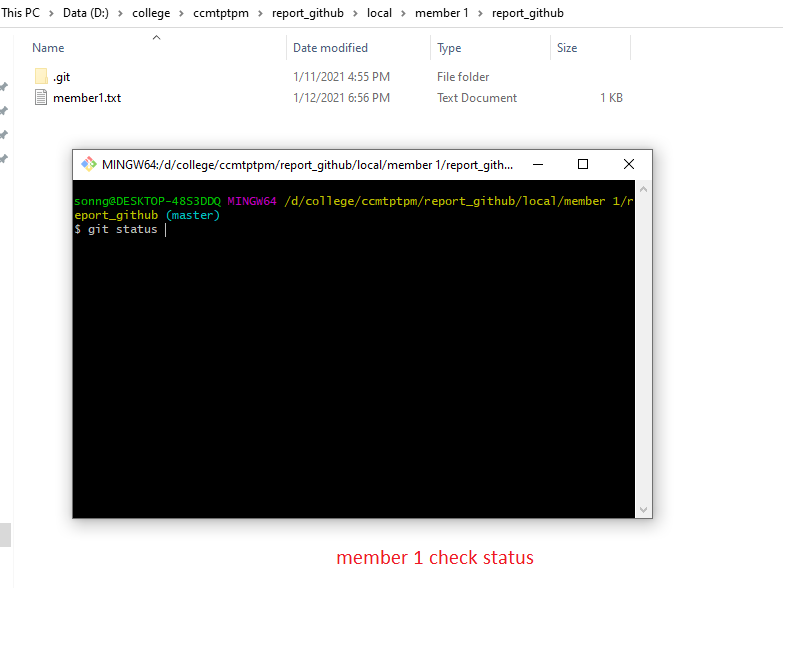 This PC > Data (D:) > college > ccmtptpm > report_github > local > member 1 > report_github
Name Date modified Type Size
.git 1/11/2021 4:55 PM File folder
member1.txt 1/12/2021 6:56 PM Text Document 1 KB
MINGW64:/d/college/ccmtptpm/report_github/local/member 1/report_gith...
sonng@DESKTOP-48S3DDQ MINGW64 /d/college/ccmtptpm/report_github/local/member 1/r
eport_github (master)
$ git status
member 1 check status